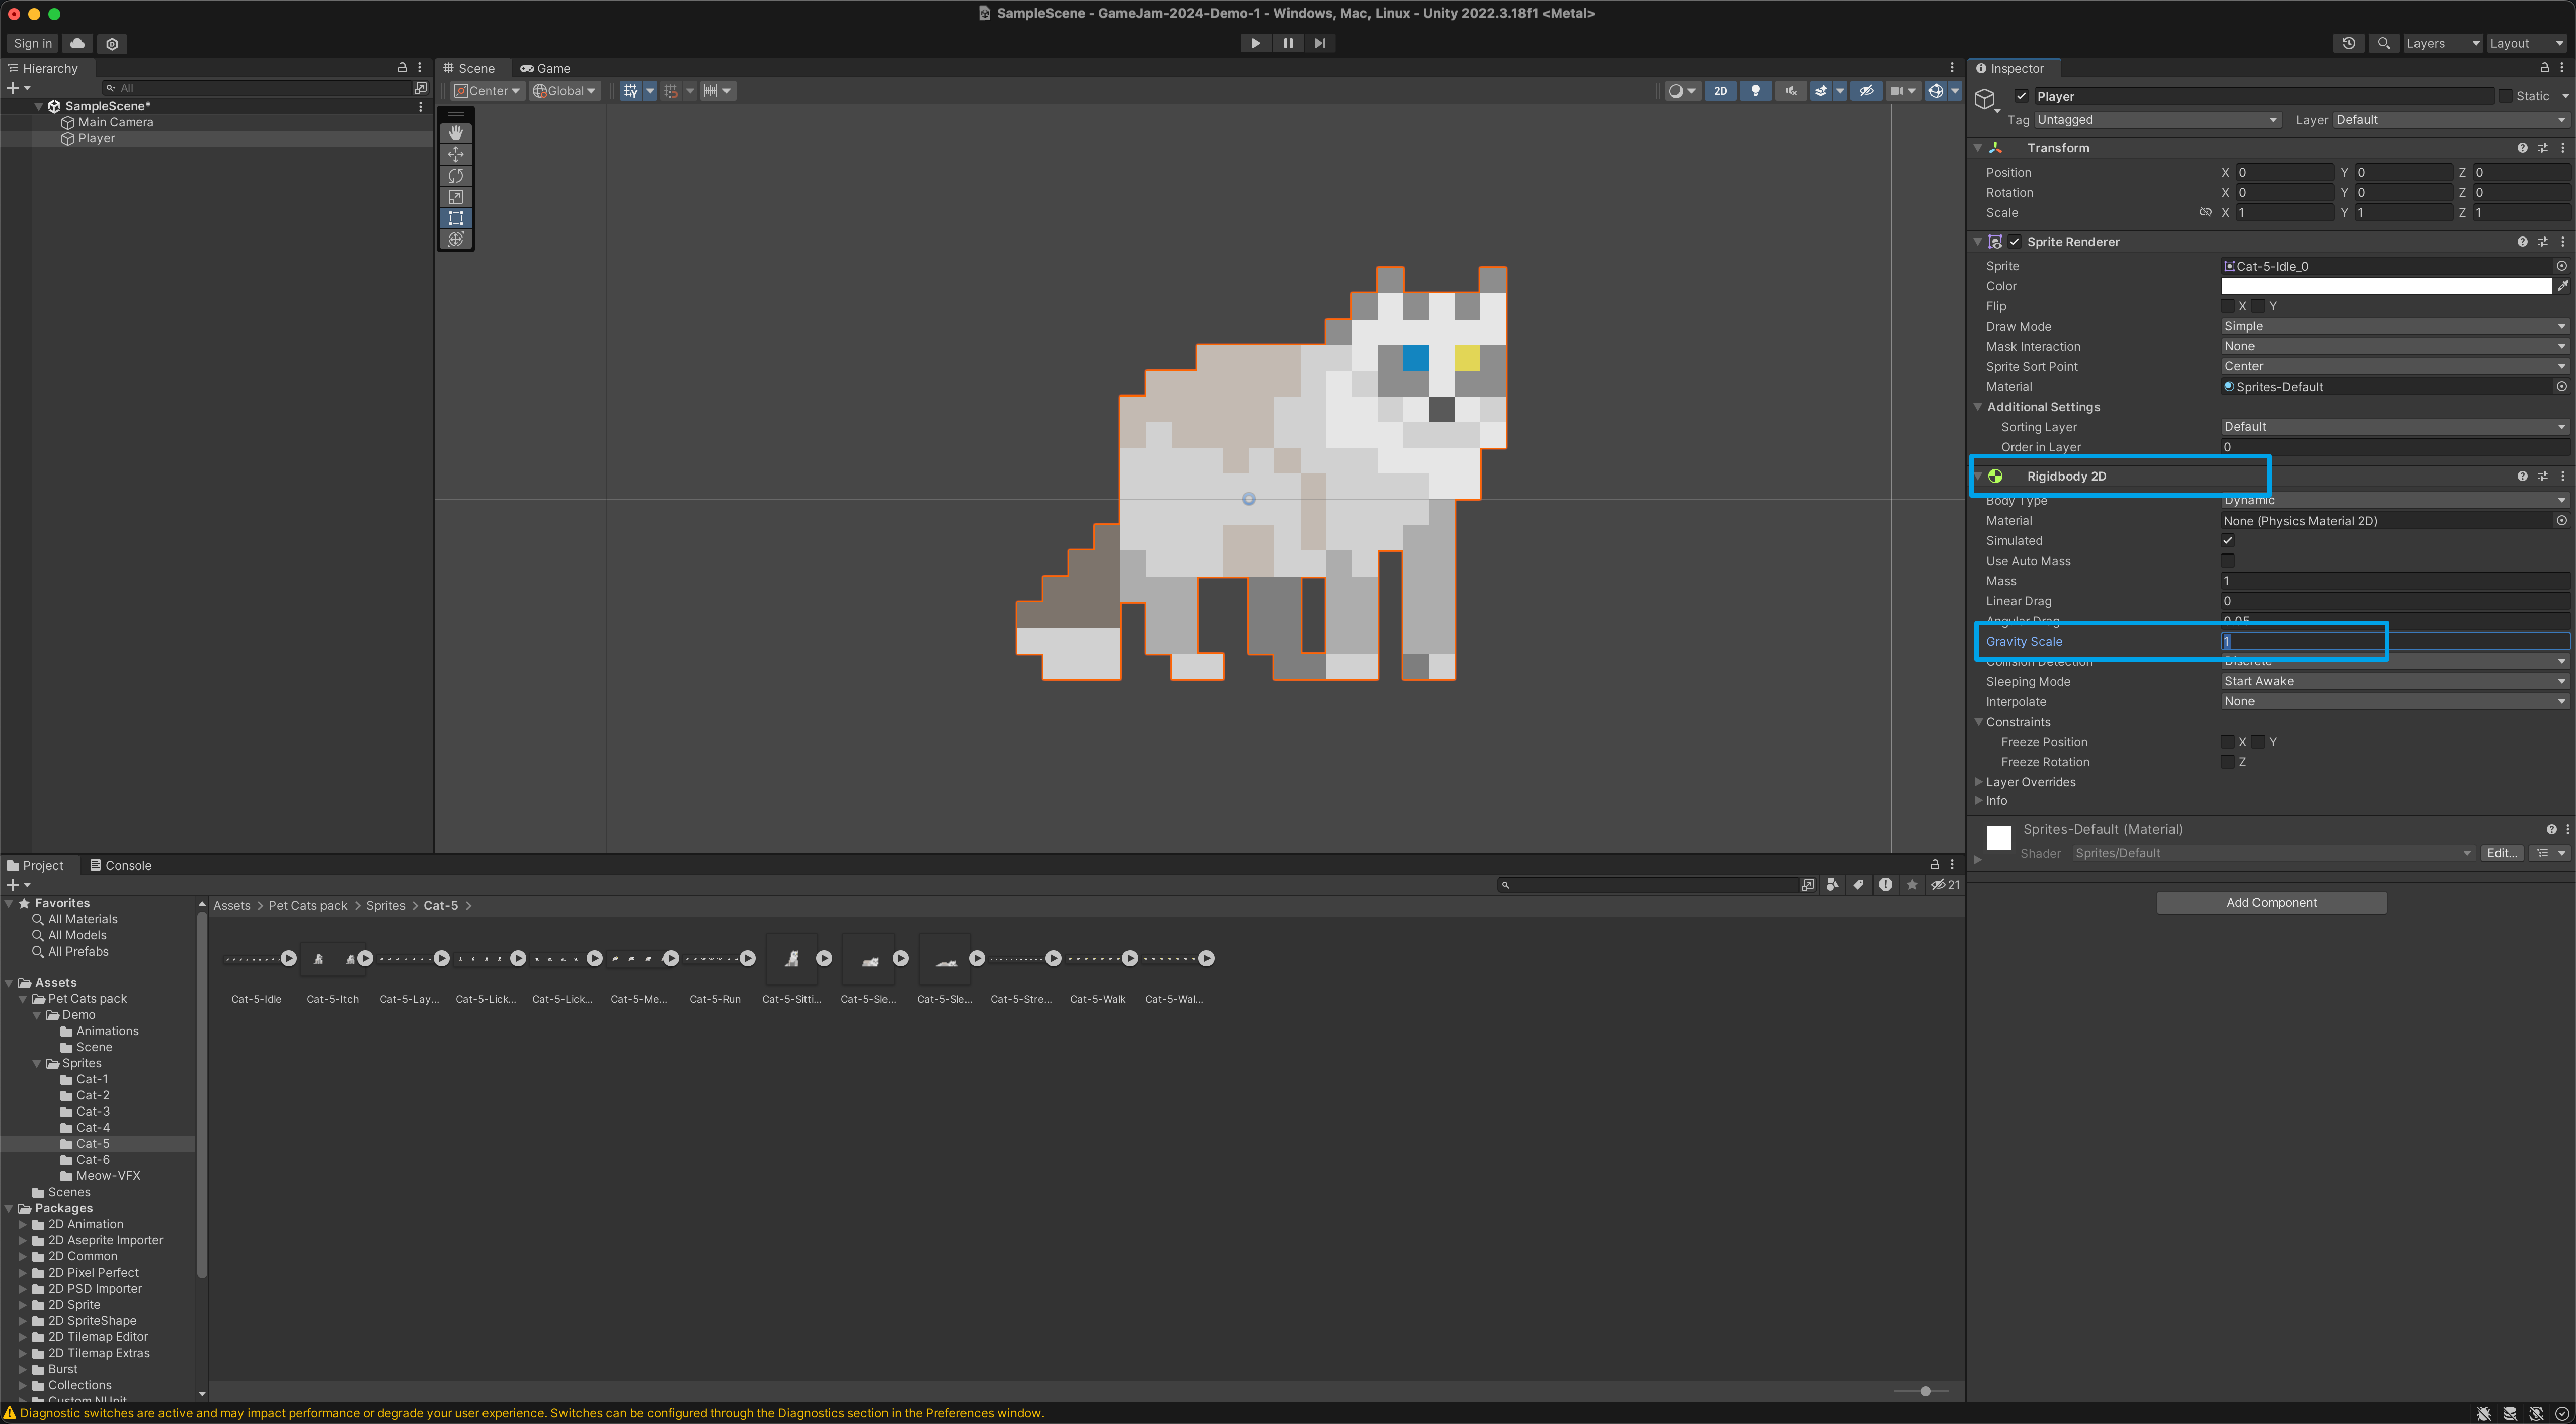 SampleScene - GameJam-2024-Demo-1 - Windows, Mac, Linux - Unity 2022.3.18f1 <Metal>
Sign in
Layers
Layout
Hierarchy
All
SampleScene*
Main Camera
Player
Scene
Game
Center
Global
2D
Inspector
Player
Static
Tag Untagged Layer Default
Transform
Position X 0 Y 0 Z 0
Rotation X 0 Y 0 Z 0
Scale X 1 Y 1 Z 1
Sprite Renderer
Sprite Cat-5-Idle_0
Color
Flip X Y
Draw Mode Simple
Mask Interaction None
Sprite Sort Point Center
Material Sprites-Default
Additional Settings
Sorting Layer Default
Order in Layer 0
Rigidbody 2D
Body Type Dynamic
Material None (Physics Material 2D)
Simulated
Use Auto Mass
Mass 1
Linear Drag 0
Angular Drag 0.05
Gravity Scale 1
Collision Detection Discrete
Sleeping Mode Start Awake
Interpolate None
Constraints
Freeze Position X Y
Freeze Rotation Z
Layer Overrides
Info
Sprites-Default (Material)
Shader Sprites/Default Edit...
Add Component
Project
Console
21
Favorites
All Materials
All Models
All Prefabs
Assets
Pet Cats pack
Demo
Animations
Scene
Sprites
Cat-1
Cat-2
Cat-3
Cat-4
Cat-5
Cat-6
Meow-VFX
Scenes
Packages
2D Animation
2D Aseprite Importer
2D Common
2D Pixel Perfect
2D PSD Importer
2D Sprite
2D SpriteShape
2D Tilemap Editor
2D Tilemap Extras
Burst
Collections
Custom NUnit
Assets > Pet Cats pack > Sprites > Cat-5 >
Cat-5-Idle Cat-5-Itch Cat-5-Lay... Cat-5-Lick... Cat-5-Lick... Cat-5-Me... Cat-5-Run Cat-5-Sitti... Cat-5-Sle... Cat-5-Sle... Cat-5-Stre... Cat-5-Walk Cat-5-Wal...
Diagnostic switches are active and may impact performance or degrade your user experience. Switches can be configured through the Diagnostics section in the Preferences window.